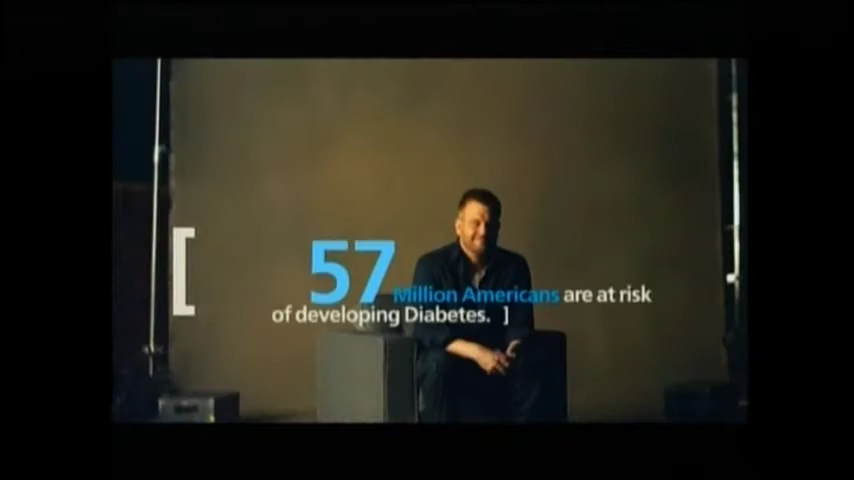 [ 57 Million Americans are at risk
of developing Diabetes. ]